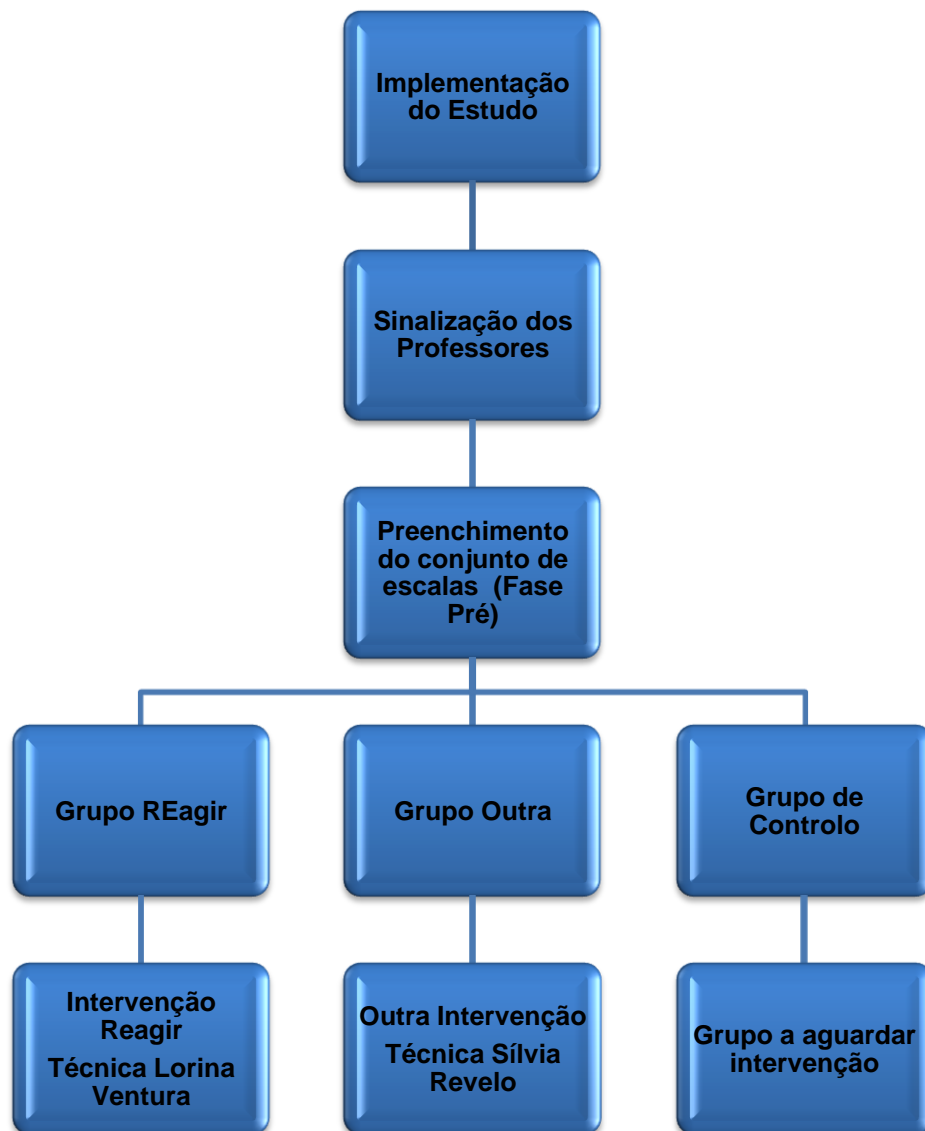 Implementação
do Estudo
Sinalização dos
Professores
Preenchimento
do conjunto de
escalas (Fase
Pré)
Grupo REagir
Grupo Outra
Grupo de
Controlo
Intervenção
Reagir
Técnica Lorina
Ventura
Outra Intervenção
Técnica Sílvia
Revelo
Grupo a aguardar
intervenção